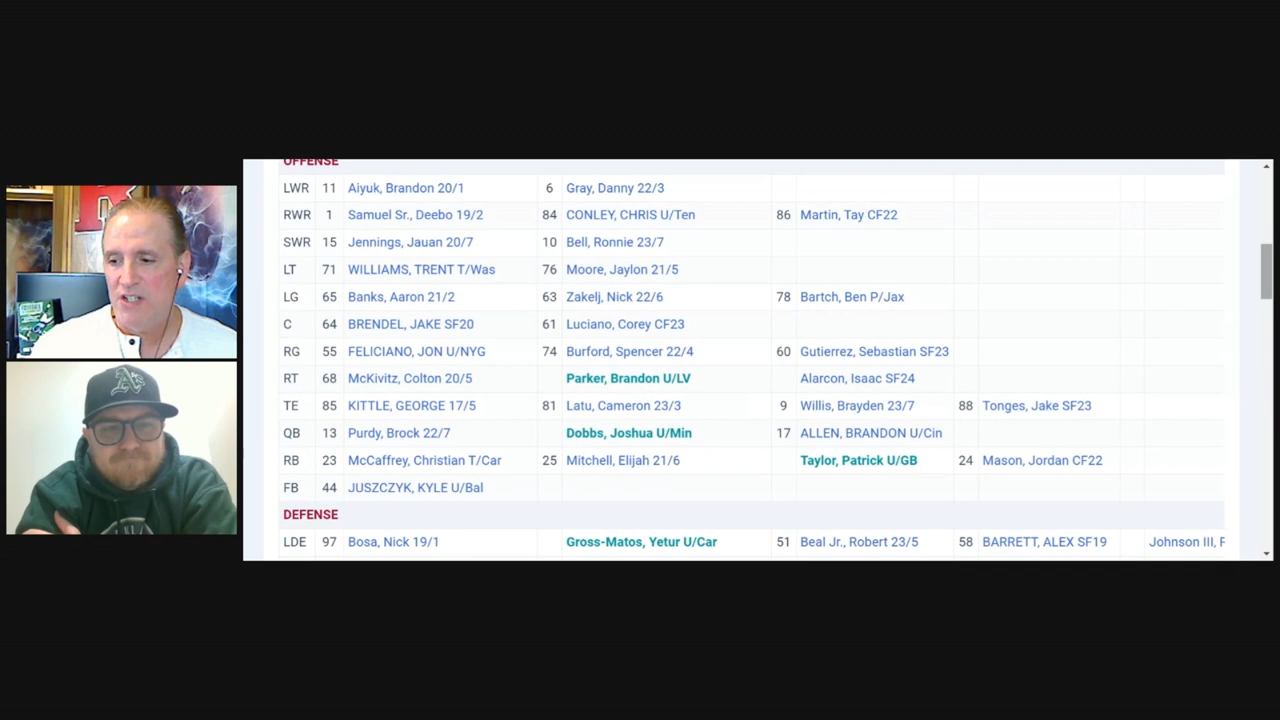 OFFENSE
LWR 11 Aiyuk, Brandon 20/1 6 Gray, Danny 22/3
RWR 1 Samuel Sr., Deebo 19/2 84 CONLEY, CHRIS U/Ten 86 Martin, Tay CF22
SWR 15 Jennings, Jauan 20/7 10 Bell, Ronnie 23/7
LT 71 WILLIAMS, TRENT T/Was 76 Moore, Jaylon 21/5
LG 65 Banks, Aaron 21/2 63 Zakelj, Nick 22/6 78 Bartch, Ben P/Jax
C 64 BRENDEL, JAKE SF20 61 Luciano, Corey CF23
RG 55 FELICIANO, JON U/NYG 74 Burford, Spencer 22/4 60 Gutierrez, Sebastian SF23
RT 68 McKivitz, Colton 20/5 Parker, Brandon U/LV Alarcon, Isaac SF24
TE 85 KITTLE, GEORGE 17/5 81 Latu, Cameron 23/3 9 Willis, Brayden 23/7 88 Tonges, Jake SF23
QB 13 Purdy, Brock 22/7 Dobbs, Joshua U/Min 17 ALLEN, BRANDON U/Cin
RB 23 McCaffrey, Christian T/Car 25 Mitchell, Elijah 21/6 Taylor, Patrick U/GB 24 Mason, Jordan CF22
FB 44 JUSZCZYK, KYLE U/Bal
DEFENSE
LDE 97 Bosa, Nick 19/1 Gross-Matos, Yetur U/Car 51 Beal Jr., Robert 23/5 58 BARRETT, ALEX SF19 Johnson III,
A's